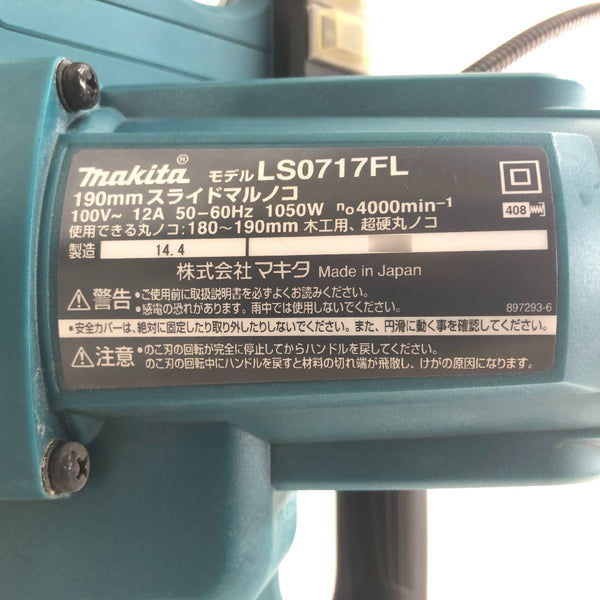 makita® モデル LS0717FL
190mm スライドマルノコ
100V~ 12A 50-60Hz 1050W n₀4000min⁻¹
408
使用できる丸ノコ:180~190mm 木工用、超硬丸ノコ
製造 14.4
株式会社マキタ Made in Japan
警告 •ご使用前に取扱説明書を必ずよくお読みください。
•感電の恐れがあります。雨中では使用しないでください。
897293-6
•安全カバーは、絶対に固定したり取り外したりしないでください。また、円滑に動く事を確認してください。
注意 •のこ刃の回転が完全に停止してからハンドルを戻してください。
のこ刃の回転中にハンドルを戻すと材料の切れ端が飛散し、けがの原因になります。